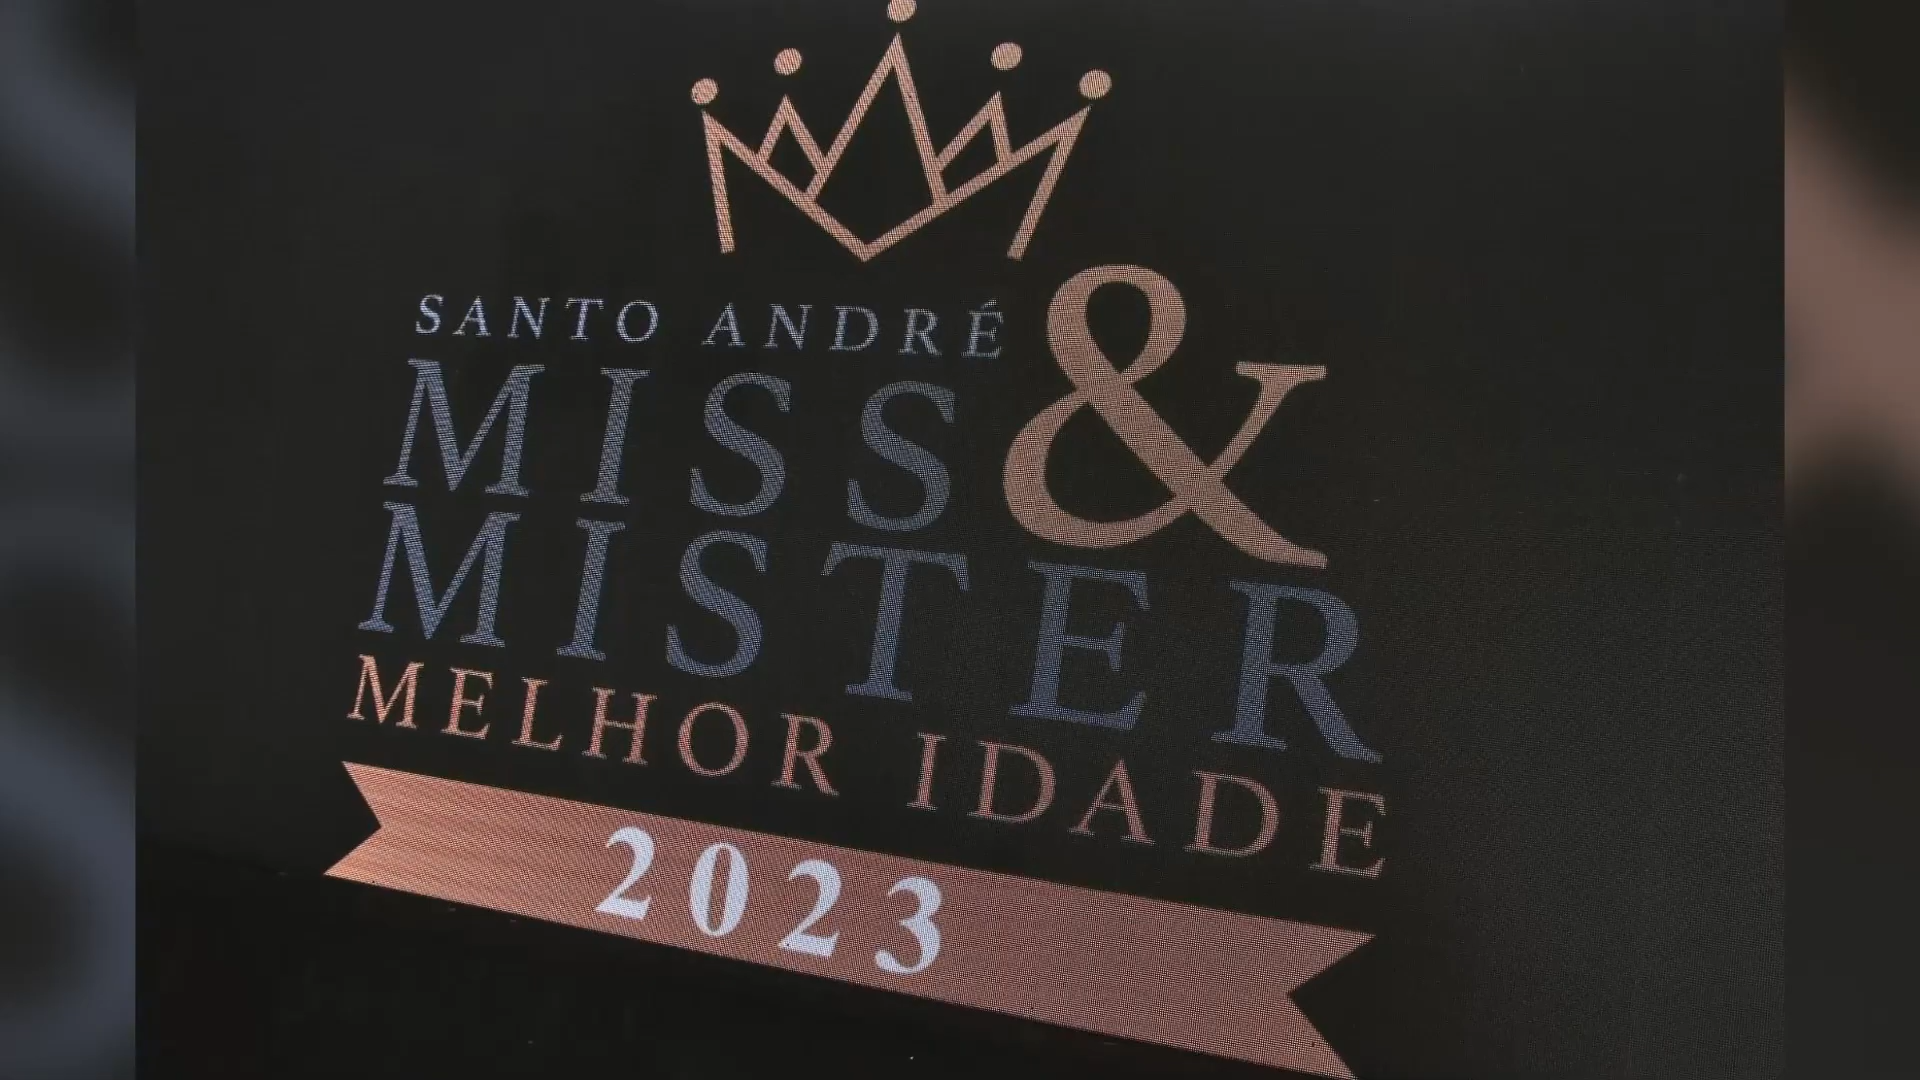 SANTO ANDRÉ
MISS &
MISTER
MELHOR IDADE
2023